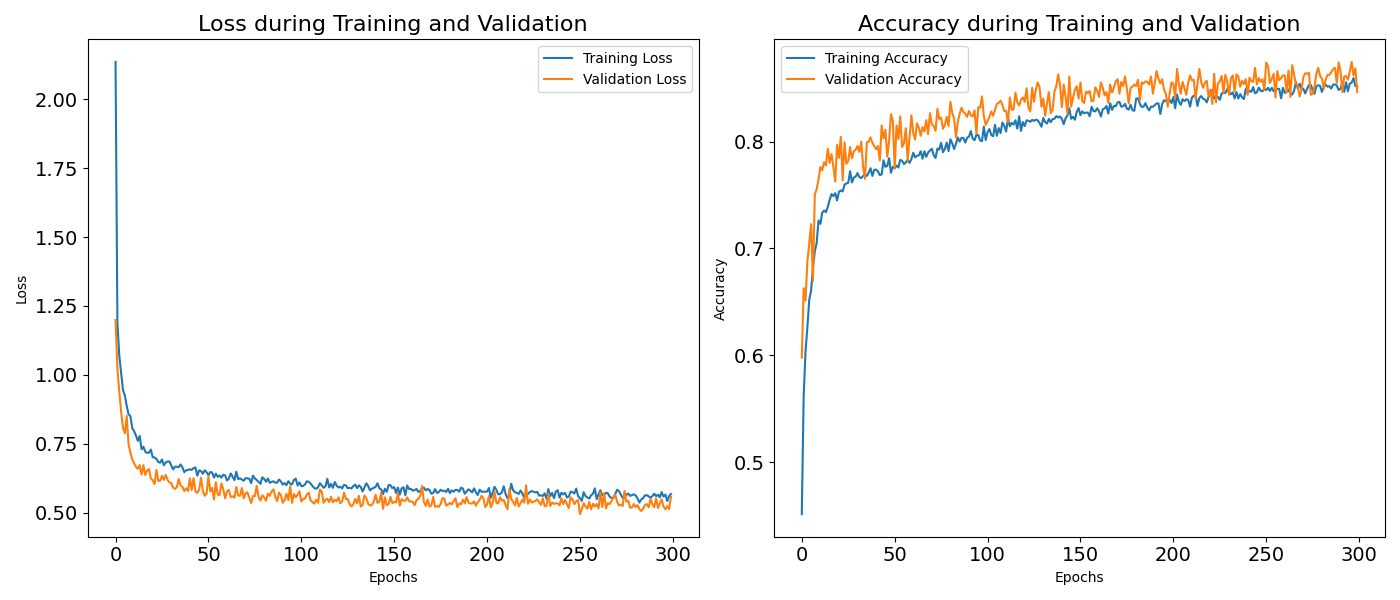 Loss during Training and Validation
Training Loss
Validation Loss
2.00
1.75
1.50
1.25
1.00
0.75
0.50
Loss
0 50 100 150 200 250 300
Epochs
Accuracy during Training and Validation
Training Accuracy
Validation Accuracy
0.8
0.7
0.6
0.5
Accuracy
0 50 100 150 200 250 300
Epochs